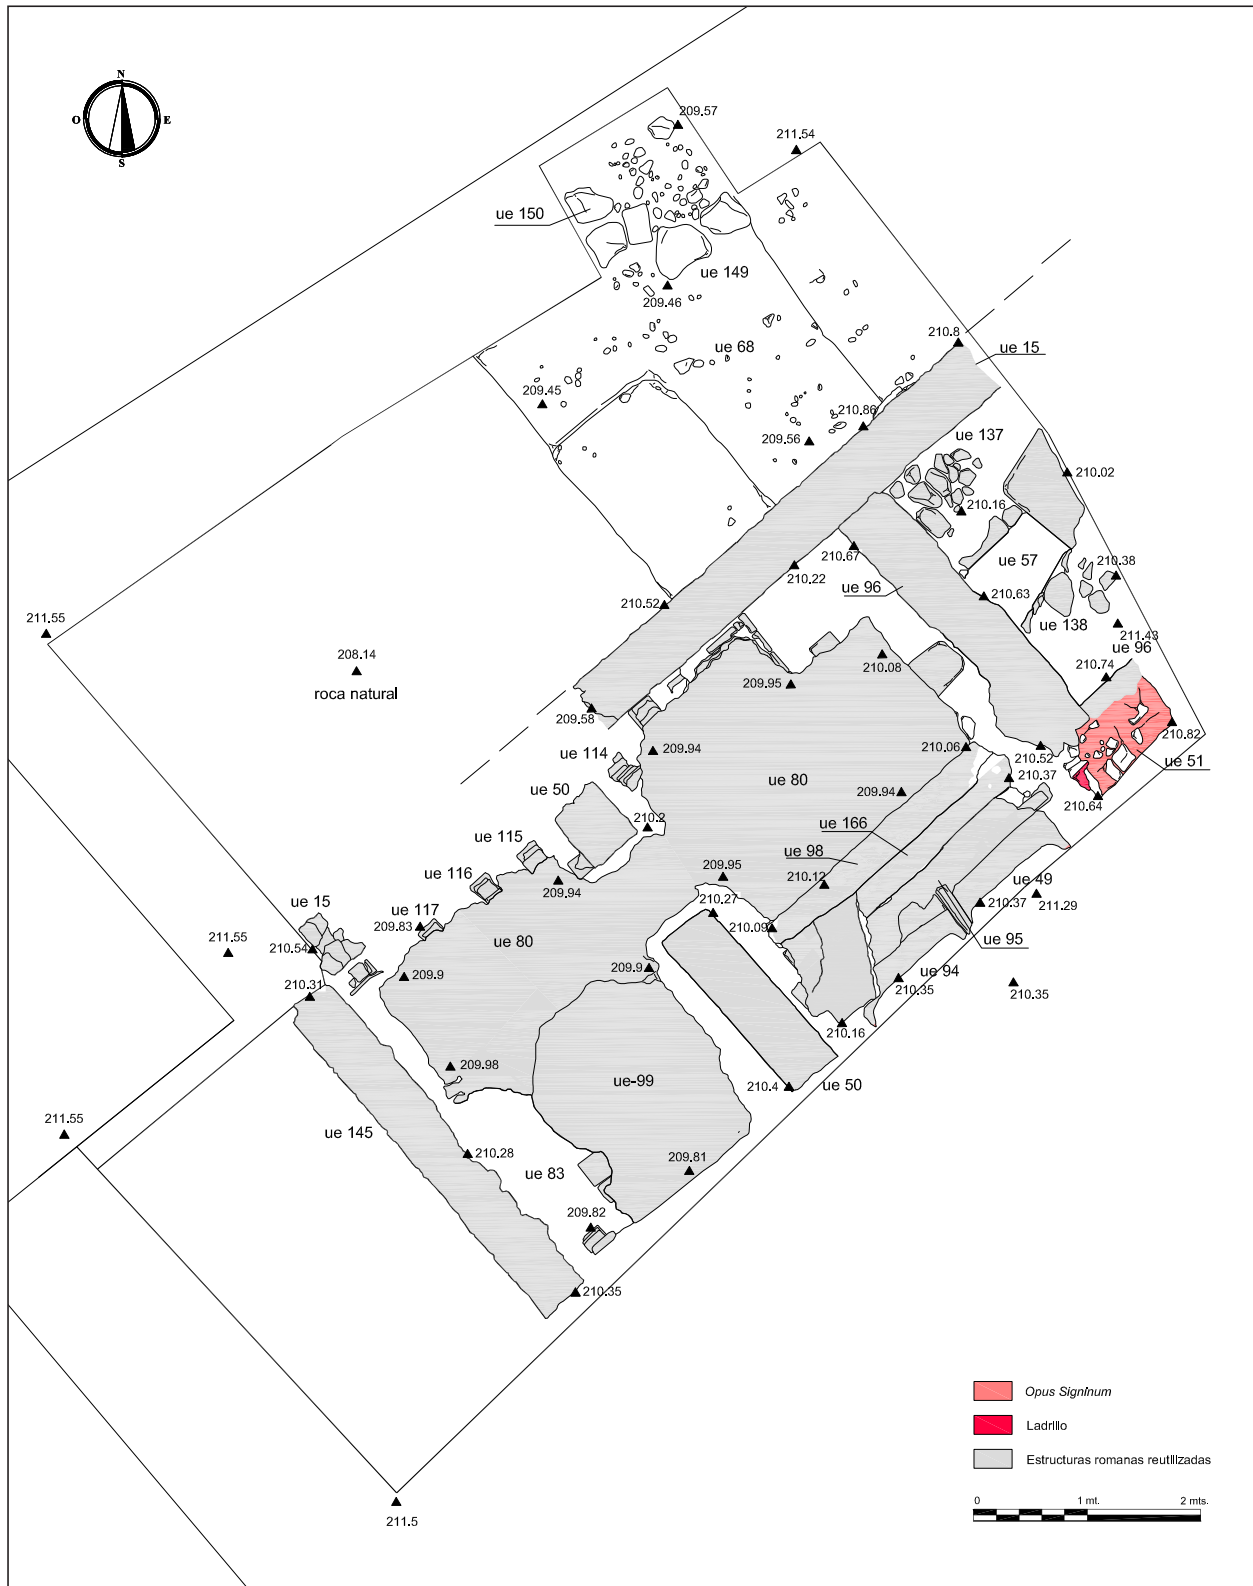 N
O E
S
209.57
211.54
ue 150
ue 149
209.46
210.8
ue 15
ue 68
209.45
210.86
209.56
ue 137
210.02
210.16
210.67
ue 57
210.22
210.38
ue 96
210.63
210.52
211.55
ue 138
211.43
ue 96
208.14
210.08
210.74
roca natural
209.95
209.58
210.82
ue 114
209.94
210.06
210.52
ue 51
ue 80
210.37
ue 50
209.94
210.64
210.2
ue 166
ue 115
ue 98
ue 116
209.94
209.95
210.12
ue 49
210.37
211.29
ue 15
ue 117
209.83
210.27
210.09
210.54
ue 80
ue 95
211.55
209.9
209.9
ue 94
210.31
210.35
210.35
210.16
209.98
ue-99
210.4
ue 50
211.55
ue 145
210.28
ue 83
209.81
209.82
210.35
Opus Signinum
Ladrillo
Estructuras romanas reutilizadas
0 1 mt. 2 mts.
211.5